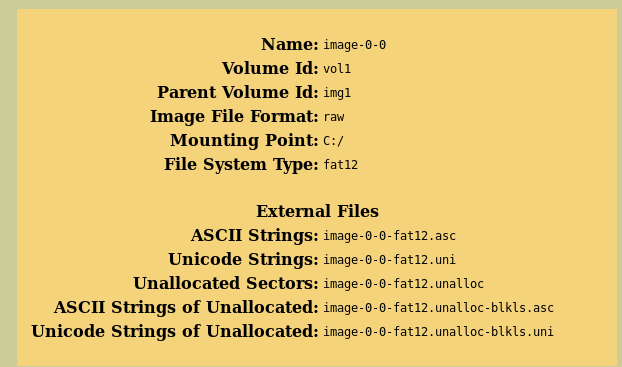 Name: image-0-0
Volume Id: vol1
Parent Volume Id: img1
Image File Format: raw
Mounting Point: C:/
File System Type: fat12
External Files
ASCII Strings: image-0-0-fat12.asc
Unicode Strings: image-0-0-fat12.uni
Unallocated Sectors: image-0-0-fat12.unalloc
ASCII Strings of Unallocated: image-0-0-fat12.unalloc-blkls.asc
Unicode Strings of Unallocated: image-0-0-fat12.unalloc-blkls.uni